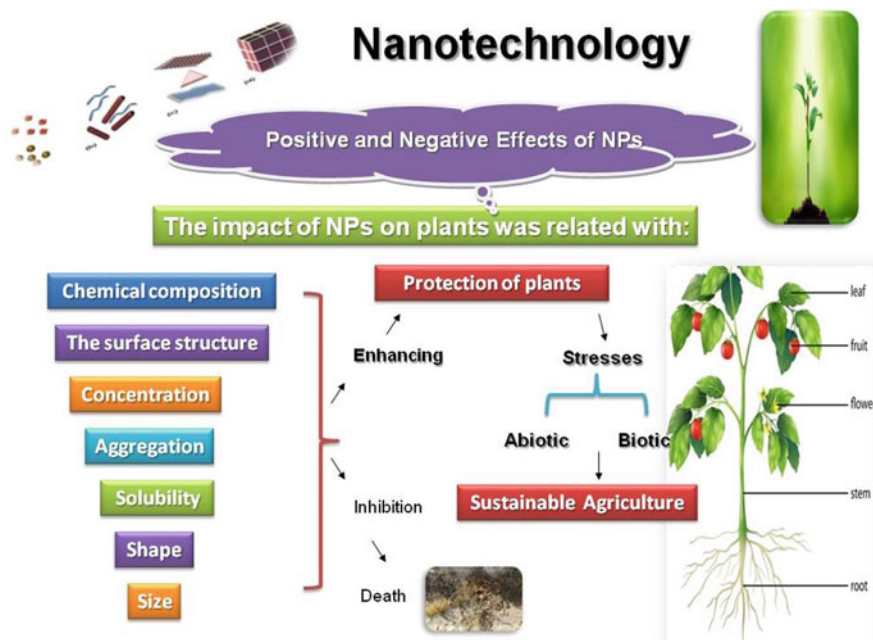 Nanotechnology
Positive and Negative Effects of NPs
The impact of NPs on plants was related with:
Chemical composition
The surface structure
Concentration
Aggregation
Solubility
Shape
Size
Protection of plants
Enhancing
Stresses
Abiotic
Biotic
Sustainable Agriculture
Inhibition
Death
leaf
fruit
flowe
stem
root